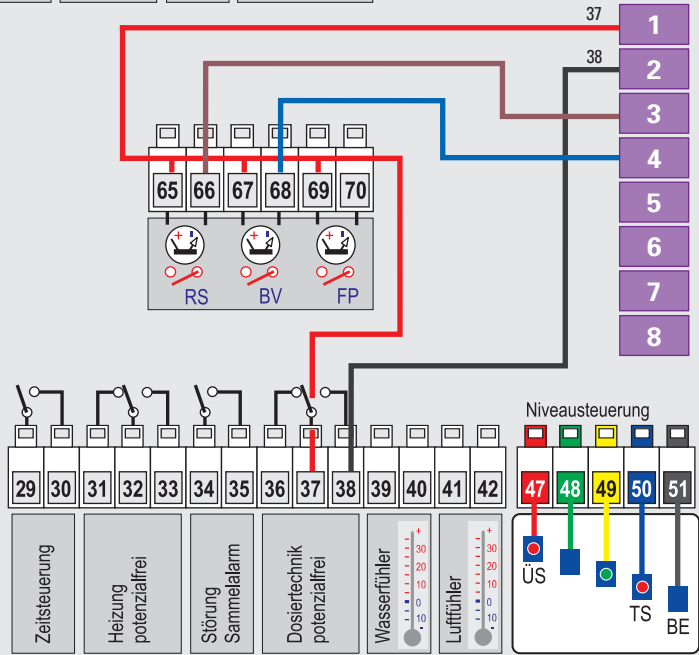 37
1
38
2
3
4
5
6
7
8
65 66 67 68 69 70
+ - + - + -
RS BV FP
Niveausteuerung
29 30 31 32 33 34 35 36 37 38 39 40 41 42
47 48 49 50 51
Zeitsteuerung
Heizung
potenzialfrei
Störung
Sammelalarm
Dosiertechnik
potenzialfrei
Wasserfühler
+
30
20
10
0
10
-
Luftfühler
+
30
20
10
0
10
-
ÜS
TS
BE